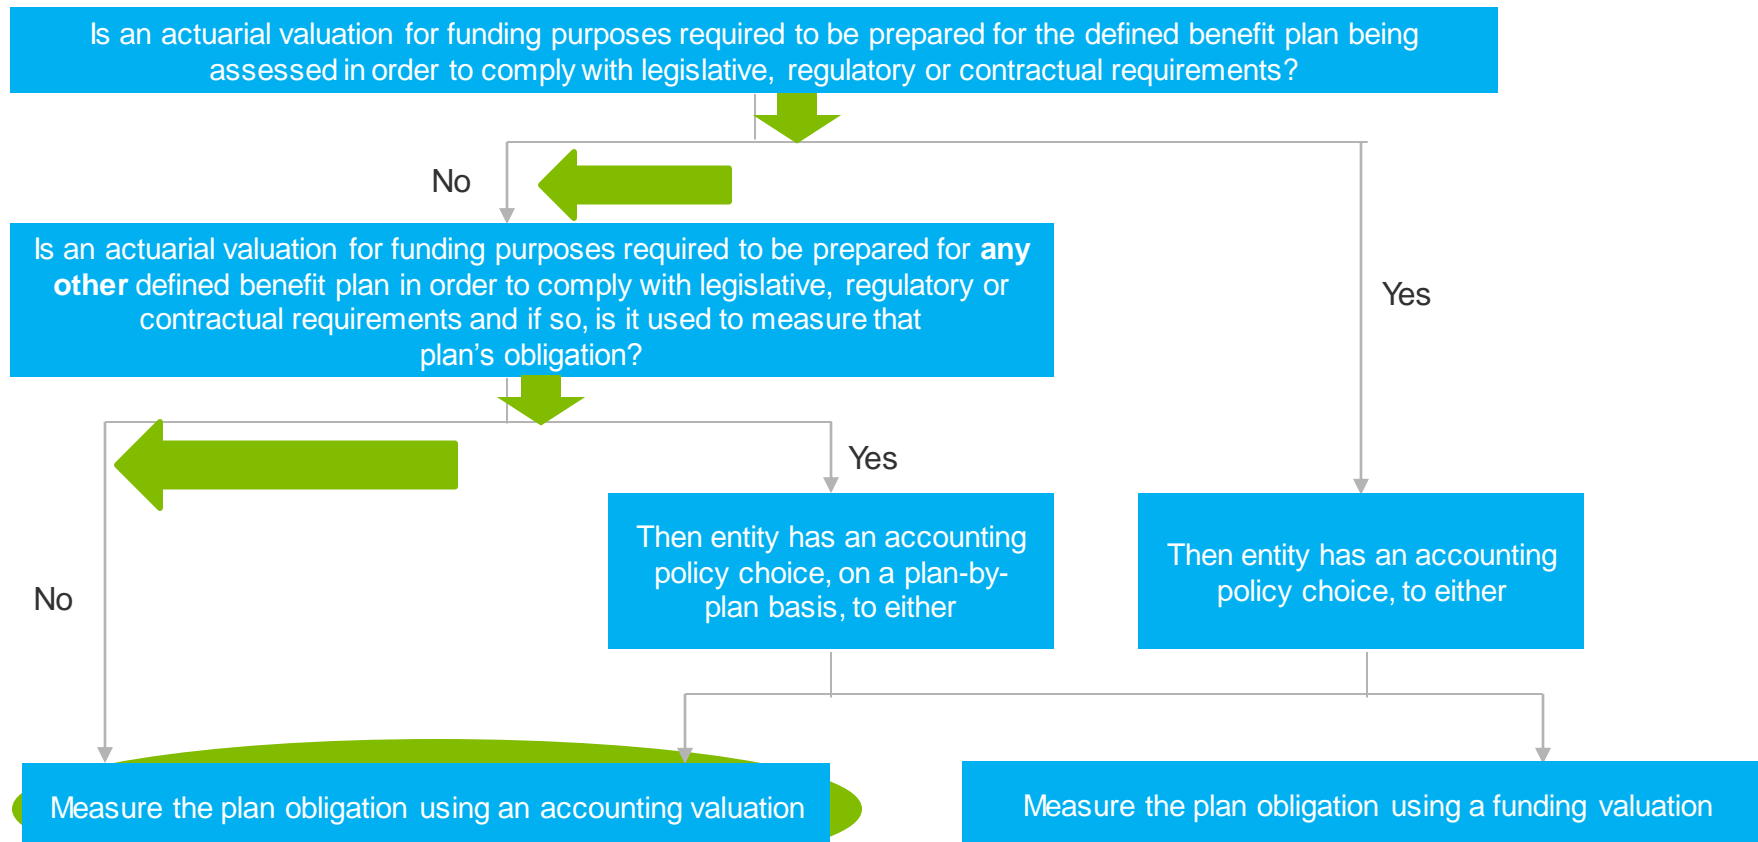 Is an actuarial valuation for funding purposes required to be prepared for the defined benefit plan being
assessed in order to comply with legislative, regulatory or contractual requirements?
No
Is an actuarial valuation for funding purposes required to be prepared for any
other defined benefit plan in order to comply with legislative, regulatory or
contractual requirements and if so, is it used to measure that
plan's obligation?
Yes
Yes
Then entity has an accounting
policy choice, on a plan-by-
plan basis, to either
Then entity has an accounting
policy choice, to either
No
Measure the plan obligation using an accounting valuation
Measure the plan obligation using a funding valuation